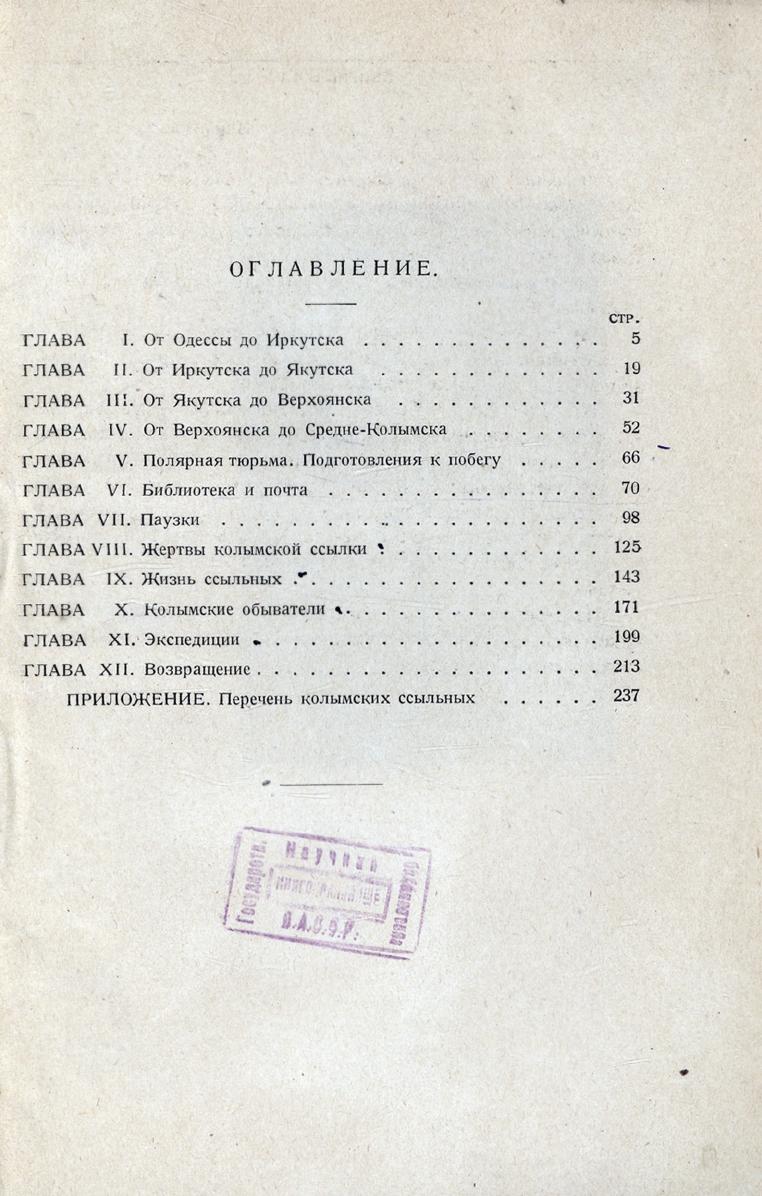 ОГЛАВЛЕНИЕ.
СТР.
ГЛАВА I. От Одессы до Иркутска . . . . . . . . . . . . . . 5
ГЛАВА II. От Иркутска до Якутска . . . . . . . . . . . . . 19
ГЛАВА III. От Якутска до Верхоянска . . . . . . . . . . . . 31
ГЛАВА IV. От Верхоянска до Средне-Колымска . . . . . . . . 52
ГЛАВА V. Полярная тюрьма. Подготовления к побегу . . . . . 66
ГЛАВА VI. Библиотека и почта . . . . . . . . . . . . . . . . 70
ГЛАВА VII. Паузки . . . . . . . . . . . . . . . . . . . . . 98
ГЛАВА VIII. Жертвы колымской ссылки . . . . . . . . . . . . . 125
ГЛАВА IX. Жизнь ссыльных . . . . . . . . . . . . . . . . . 143
ГЛАВА X. Колымские обыватели . . . . . . . . . . . . . . . 171
ГЛАВА XI. Экспедиции . . . . . . . . . . . . . . . . . . . 199
ГЛАВА XII. Возвращение . . . . . . . . . . . . . . . . . . . 213
ПРИЛОЖЕНИЕ. Перечень колымских ссыльных . . . . . . 237
Государств.
Научная